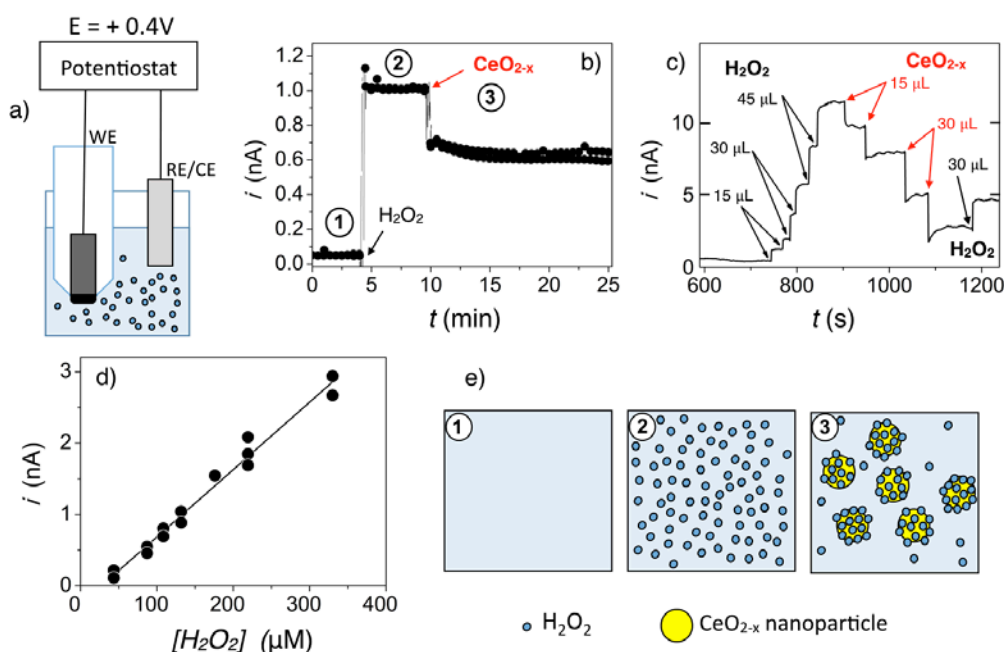 E = + 0.4V
Potentiostat
a)
WE
RE/CE
b)
i (nA)
1.2
1.0
0.8
0.6
0.4
0.2
0.0
1
2
3
CeO2-x
H2O2
0
5
10
15
20
25
t (min)
c)
i (nA)
10
5
0
H2O2
45 µL
30 µL
15 µL
CeO2-x
15 µL
30 µL
30 µL
H2O2
600
800
1000
1200
t (s)
d)
i (nA)
3
2
1
0
0
100
200
300
400
[H2O2] (µM)
e)
1
2
3
H2O2
CeO2-x nanoparticle